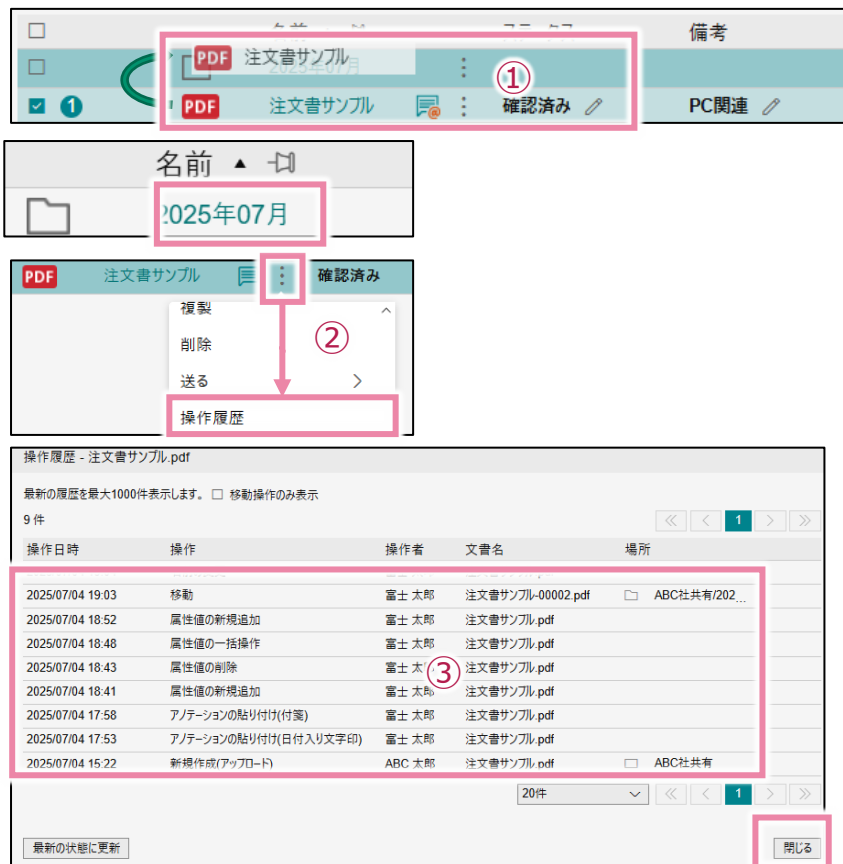 備考
PDF 注文書サンプル
2025年07月
①
1 PDF 注文書サンプル 確認済み PC関連
名前 ▲
2025年07月
PDF 注文書サンプル 確認済み
複製
削除
②
送る
操作履歴
操作履歴 - 注文書サンプル.pdf
最新の履歴を最大1000件表示します。 移動操作のみ表示
9 件
≪ < 1 > ≫
操作日時 操作 操作者 文書名 場所
2025/07/04 19:03 移動 富士 太郎 注文書サンプル-00002.pdf ABC社共有/202...
2025/07/04 18:52 属性値の新規追加 富士 太郎 注文書サンプル.pdf
2025/07/04 18:48 属性値の一括操作 富士 太郎 注文書サンプル.pdf
2025/07/04 18:43 属性値の削除 富士 太 ③ 注文書サンプル.pdf
2025/07/04 18:41 属性値の新規追加 富士 太郎 注文書サンプル.pdf
2025/07/04 17:58 アノテーションの貼り付け(付箋) 富士 太郎 注文書サンプル.pdf
2025/07/04 17:53 アノテーションの貼り付け(日付入り文字印) 富士 太郎 注文書サンプル.pdf
2025/07/04 15:22 新規作成(アップロード) ABC 太郎 注文書サンプル.pdf ABC社共有
20件 ≪ < 1 > ≫
最新の状態に更新 閉じる